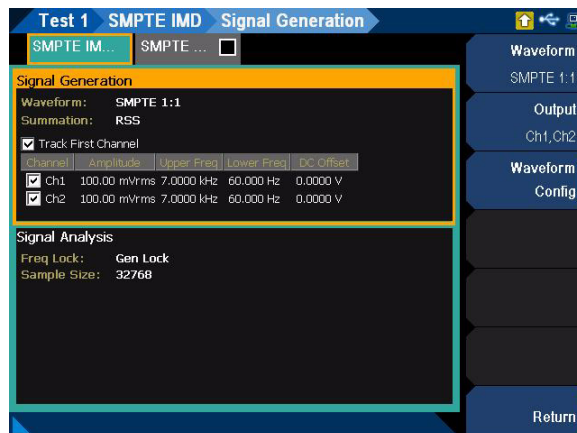 Test 1 SMPTE IMD Signal Generation
SMPTE IM... SMPTE ...
Signal Generation
Waveform: SMPTE 1:1
Summation: RSS
Track First Channel
Channel Amplitude Upper Freq Lower Freq DC Offset
Ch1 100.00 mVrms 7.0000 kHz 60.000 Hz 0.0000 V
Ch2 100.00 mVrms 7.0000 kHz 60.000 Hz 0.0000 V
Signal Analysis
Freq Lock: Gen Lock
Sample Size: 32768
Waveform
SMPTE 1:1
Output
Ch1,Ch2
Waveform
Config
Return